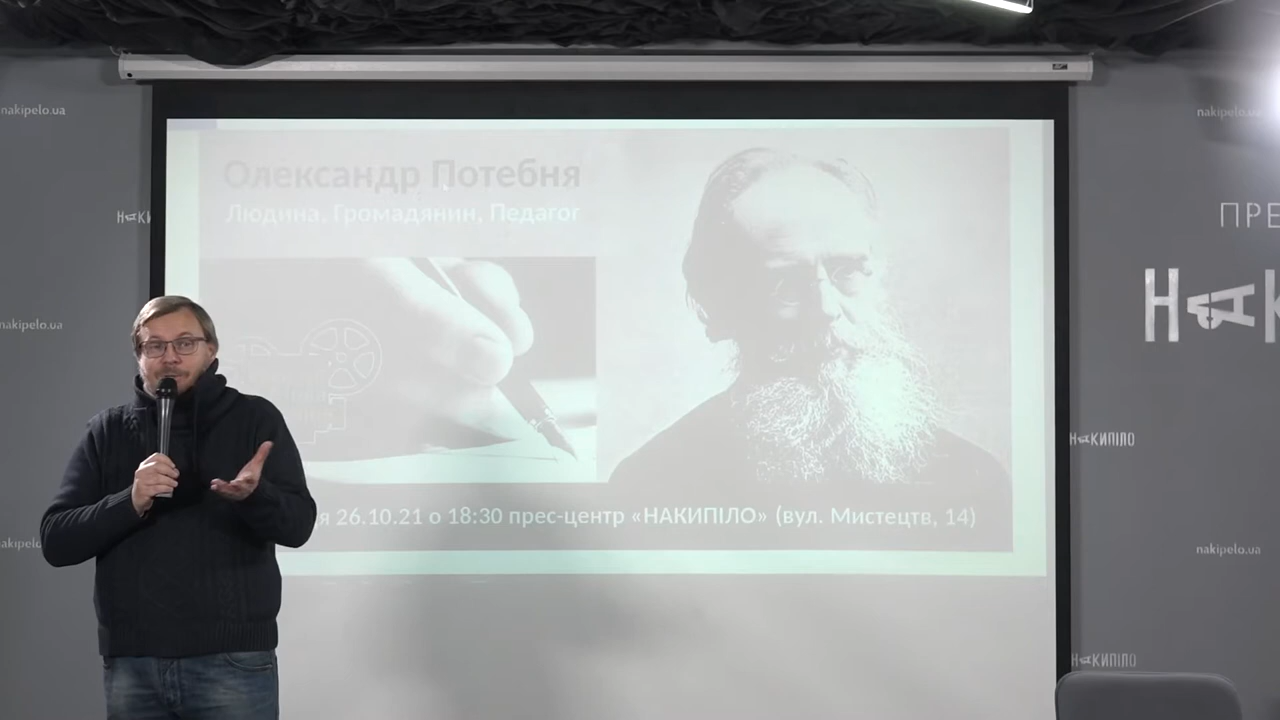 nakipelo.ua
nakipelo.ua
Олександр Потебня
Людина, Громадянин, Педагог
ПРЕ
НАК
nakipelo.ua
26.10.21 о 18:30 прес-центр «НАКИПІЛО» (вул. Мистецтв, 14)
НАКИПІЛО
nakipelo.ua
nakipelo.ua
НАКИПІЛО